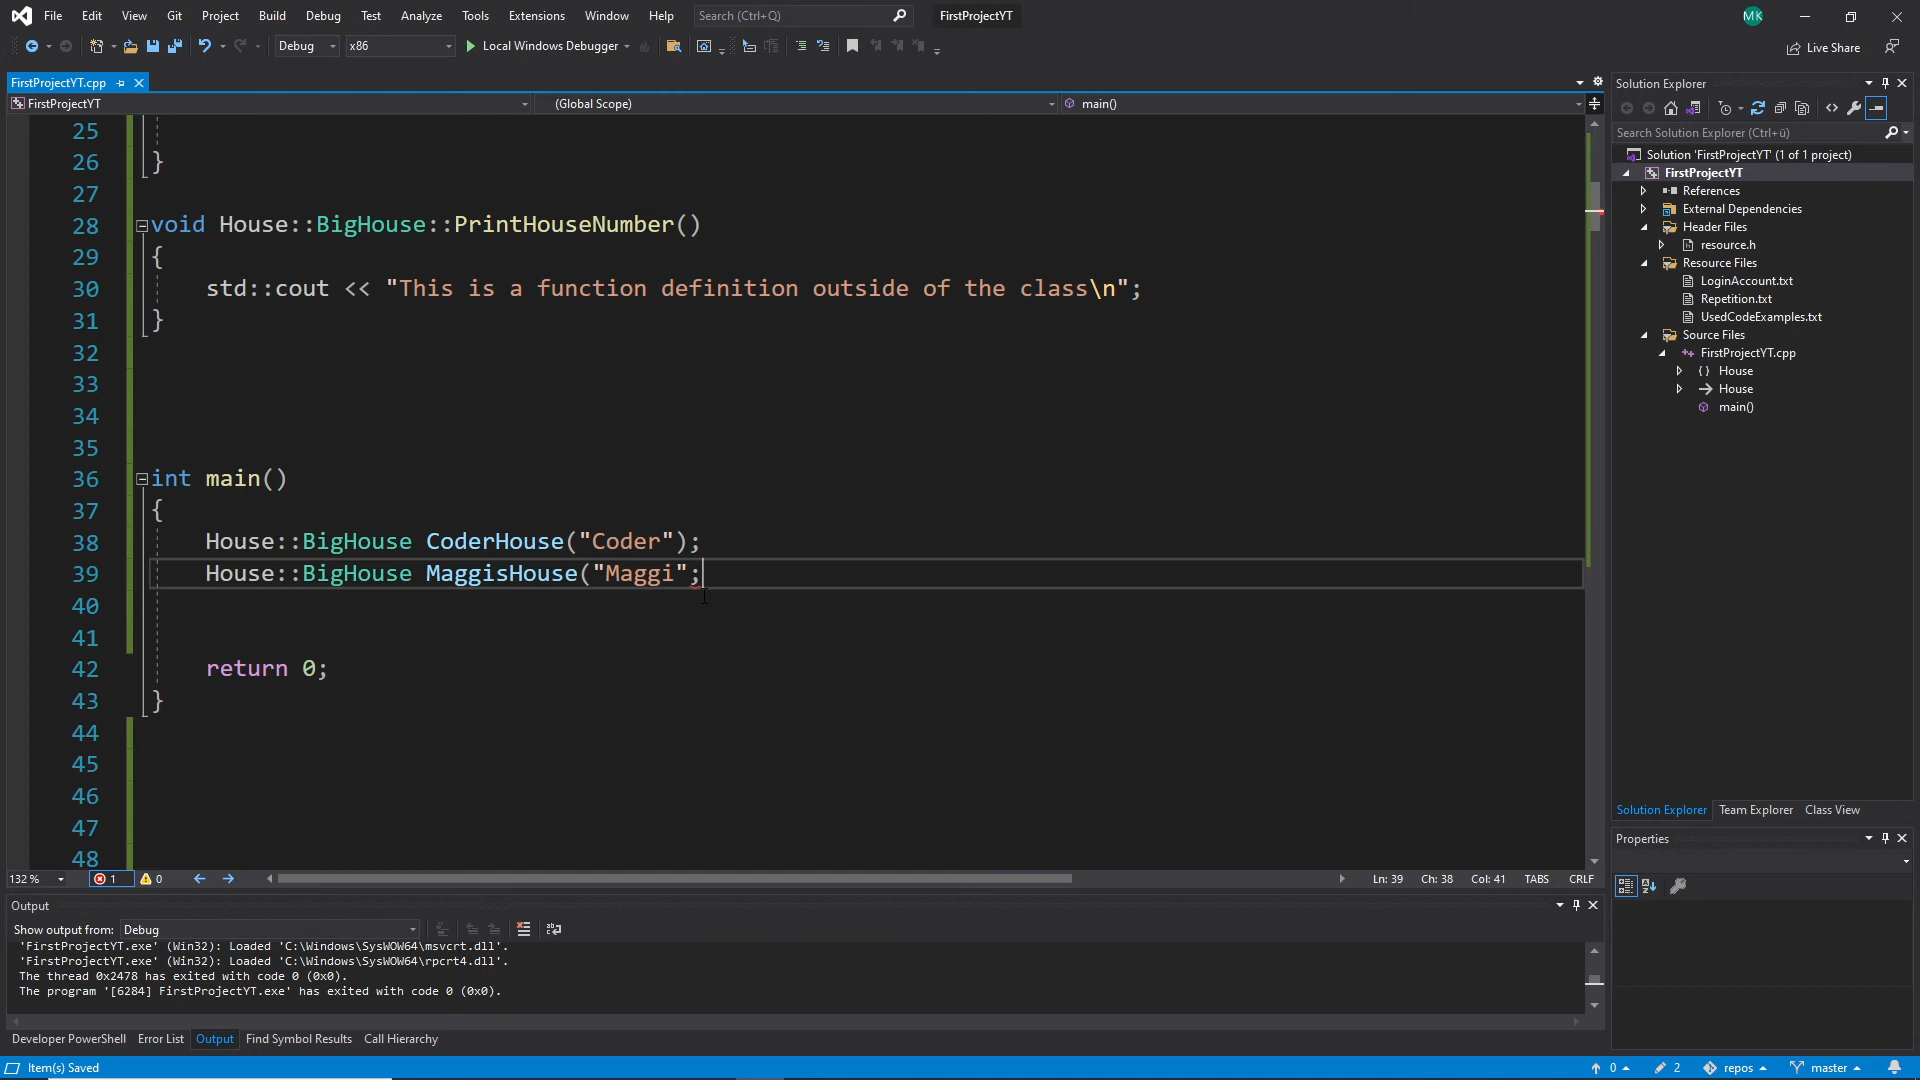 File Edit View Git Project Build Debug Test Analyze Tools Extensions Window Help Search (Ctrl+Q) FirstProjectYT MK
Debug x86 Local Windows Debugger Live Share
FirstProjectYT.cpp
FirstProjectYT (Global Scope) main()
25
26 }
27
28 void House::BigHouse::PrintHouseNumber()
29 {
30 std::cout << "This is a function definition outside of the class\n";
31 }
32
33
34
35
36 int main()
37 {
38 House::BigHouse CoderHouse("Coder");
39 House::BigHouse MaggisHouse("Maggi";
40
41
42 return 0;
43 }
44
45
46
47
48
132 % 1 0 Ln: 39 Ch: 38 Col: 41 TABS CRLF
Output
Show output from: Debug
'FirstProjectYT.exe' (Win32): Loaded 'C:\Windows\SysWOW64\msvcrt.dll'.
'FirstProjectYT.exe' (Win32): Loaded 'C:\Windows\SysWOW64\rpcrt4.dll'.
The thread 0x2478 has exited with code 0 (0x0).
The program '[6284] FirstProjectYT.exe' has exited with code 0 (0x0).
Developer PowerShell Error List Output Find Symbol Results Call Hierarchy
Solution Explorer
Search Solution Explorer (Ctrl+ü)
Solution 'FirstProjectYT' (1 of 1 project)
FirstProjectYT
References
External Dependencies
Header Files
resource.h
Resource Files
LoginAccount.txt
Repetition.txt
UsedCodeExamples.txt
Source Files
FirstProjectYT.cpp
House
House
main()
Solution Explorer Team Explorer Class View
Properties
Item(s) Saved 0 2 repos master